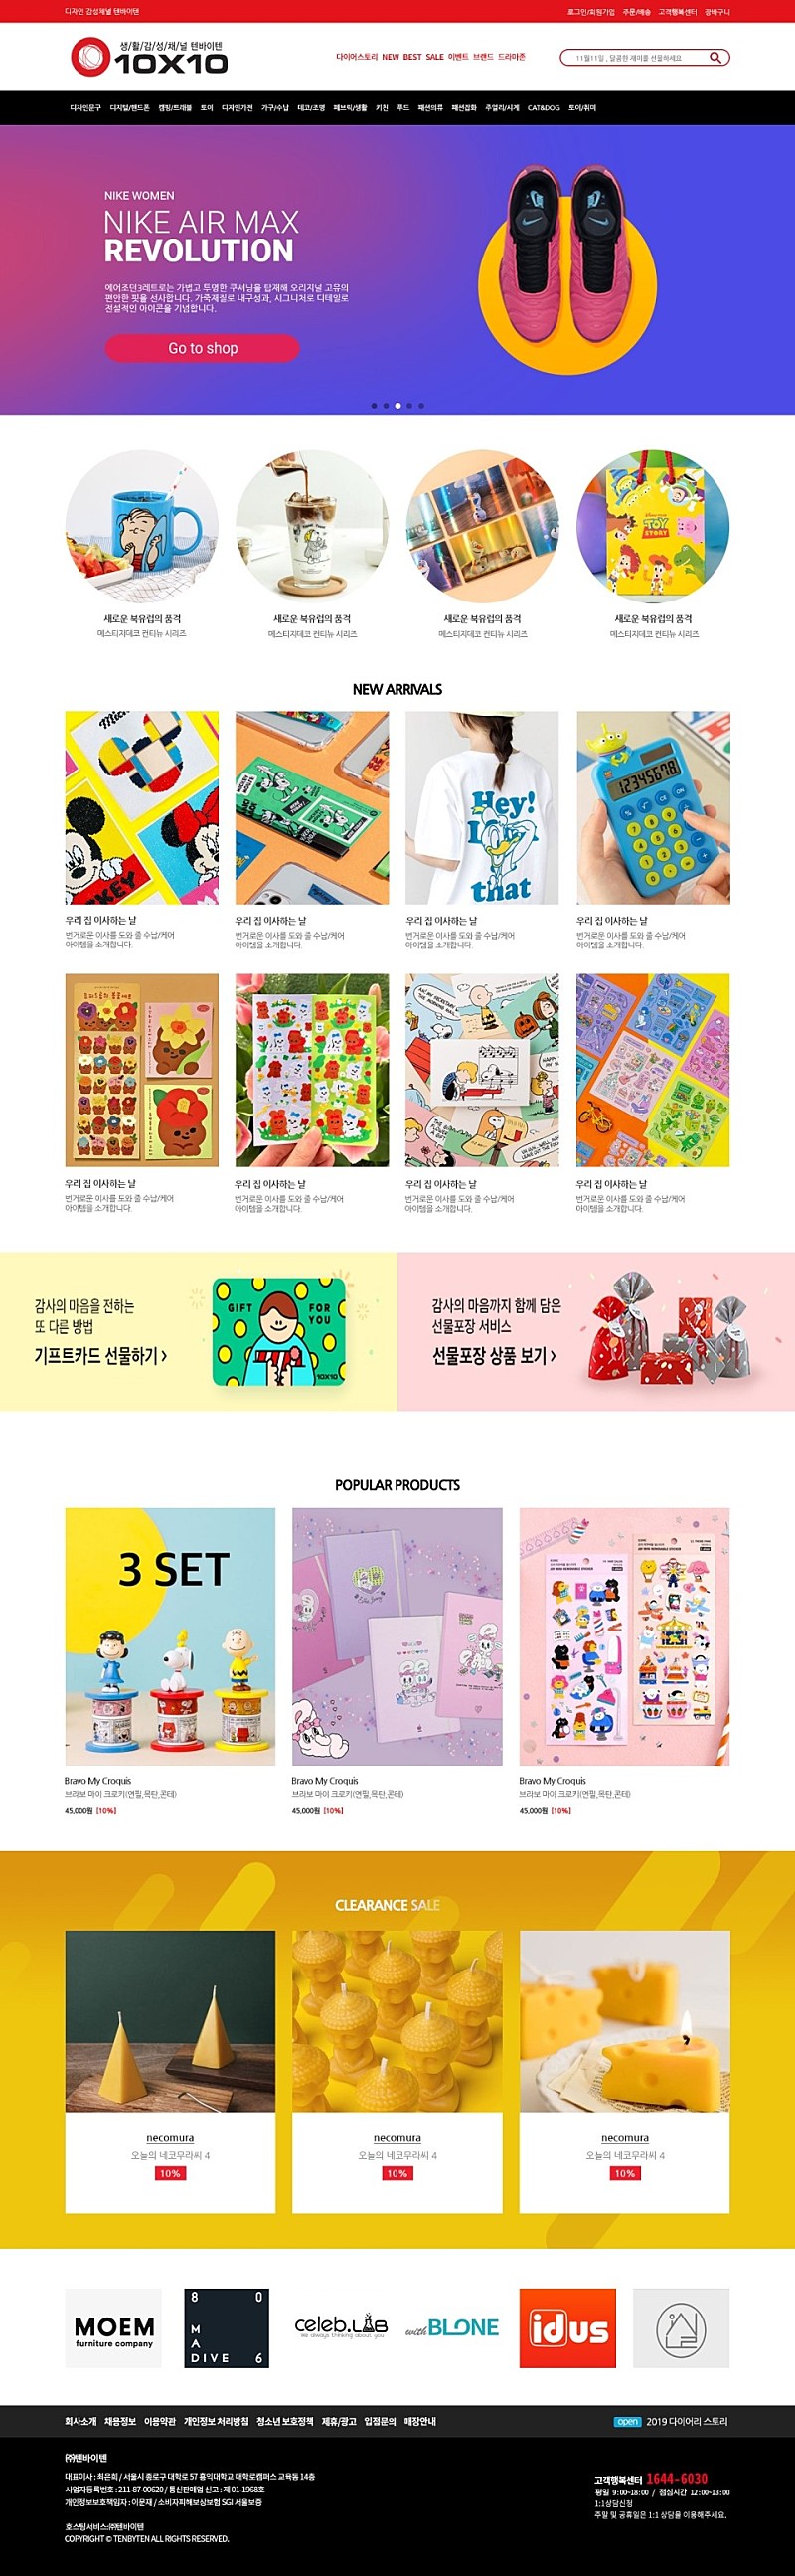 디자인 감성채널 텐바이텐
로그인/회원가입 주문/배송 고객행복센터 장바구니
생/활/감/성/채/널 텐바이텐
10X10
다이어스토리 NEW BEST SALE 이벤트 브랜드 드라마존
11월11일 , 달콤한 재미를 선물하세요
디자인문구 디지털/핸드폰 캠핑/트래블 토이 디자인가전 가구/수납 데코/조명 패브릭/생활 키친 푸드 패션의류 패션잡화 주얼리/시계 CAT&DOG 토이/취미
NIKE WOMEN
NIKE AIR MAX
REVOLUTION
에어조던3레트로는 가볍고 투명한 쿠셔닝을 탑재해 오리지널 고유의
편안한 핏을 선사합니다. 가죽재질로 내구성과, 시그니처로 디테일로
전설적인 아이콘을 기념합니다.
Go to shop
TOY STORY
새로운 북유럽의 품격
메스티지데코 컨티뉴 시리즈
새로운 북유럽의 품격
메스티지데코 컨티뉴 시리즈
새로운 북유럽의 품격
메스티지데코 컨티뉴 시리즈
새로운 북유럽의 품격
메스티지데코 컨티뉴 시리즈
NEW ARRIVALS
Hey!
that
12345678
우리 집 이사하는 날
번거로운 이사를 도와 줄 수납/케어
아이템을 소개합니다.
우리 집 이사하는 날
번거로운 이사를 도와 줄 수납/케어
아이템을 소개합니다.
우리 집 이사하는 날
번거로운 이사를 도와 줄 수납/케어
아이템을 소개합니다.
우리 집 이사하는 날
번거로운 이사를 도와 줄 수납/케어
아이템을 소개합니다.
우리 집 이사하는 날
번거로운 이사를 도와 줄 수납/케어
아이템을 소개합니다.
우리 집 이사하는 날
번거로운 이사를 도와 줄 수납/케어
아이템을 소개합니다.
우리 집 이사하는 날
번거로운 이사를 도와 줄 수납/케어
아이템을 소개합니다.
우리 집 이사하는 날
번거로운 이사를 도와 줄 수납/케어
아이템을 소개합니다.
감사의 마음을 전하는
또 다른 방법
기프트카드 선물하기 ›
GIFT FOR YOU
10X10
감사의 마음까지 함께 담은
선물포장 서비스
선물포장 상품 보기 ›
POPULAR PRODUCTS
3 SET
Bravo My Croquis
브라보 마이 크로키(연필,목탄,콘테)
45,000원 [10%]
Bravo My Croquis
브라보 마이 크로키(연필,목탄,콘테)
45,000원 [10%]
Bravo My Croquis
브라보 마이 크로키(연필,목탄,콘테)
45,000원 [10%]
CLEARANCE SALE
necomura
오늘의 네코무라씨 4
10%
necomura
오늘의 네코무라씨 4
10%
necomura
오늘의 네코무라씨 4
10%
MOEM
furniture company
8 0
M
A
DIVE 6
celeb.LAB
We always thinking about you
with BLONE
idus
회사소개 채용정보 이용약관 개인정보 처리방침 청소년 보호정책 제휴/광고 입점문의 매장안내
open 2019 다이어리 스토리
㈜텐바이텐
대표이사 : 최은희 / 서울시 종로구 대학로 57 홍익대학교 대학로캠퍼스 교육동 14층
사업자등록번호 : 211-87-00620 / 통신판매업 신고 : 제 01-1968호
개인정보보호책임자 : 이문재 / 소비자피해보상보험 SGI 서울보증
호스팅서비스:㈜텐바이텐
COPYRIGHT © TENBYTEN ALL RIGHTS RESERVED.
고객행복센터 1644-6030
평일 9:00~18:00 / 점심시간 12:00~13:00
1:1상담신청
주말 및 공휴일은 1:1 상담을 이용해주세요.